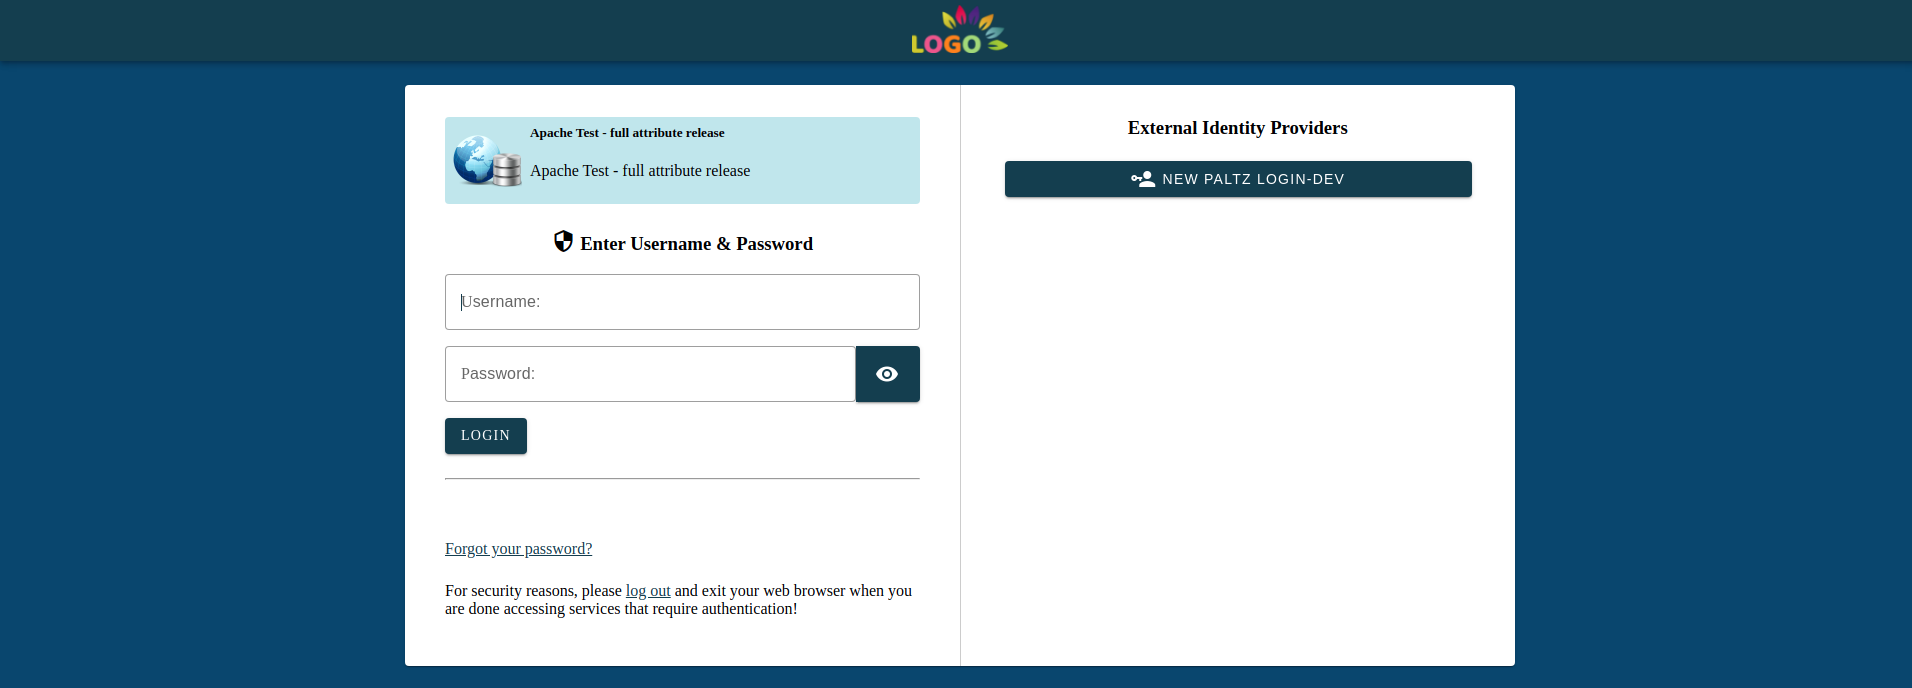 LOGO
Apache Test - full attribute release
Apache Test - full attribute release
Enter Username & Password
Username:
Password:
LOGIN
Forgot your password?
For security reasons, please log out and exit your web browser when you
are done accessing services that require authentication!
External Identity Providers
NEW PALTZ LOGIN-DEV